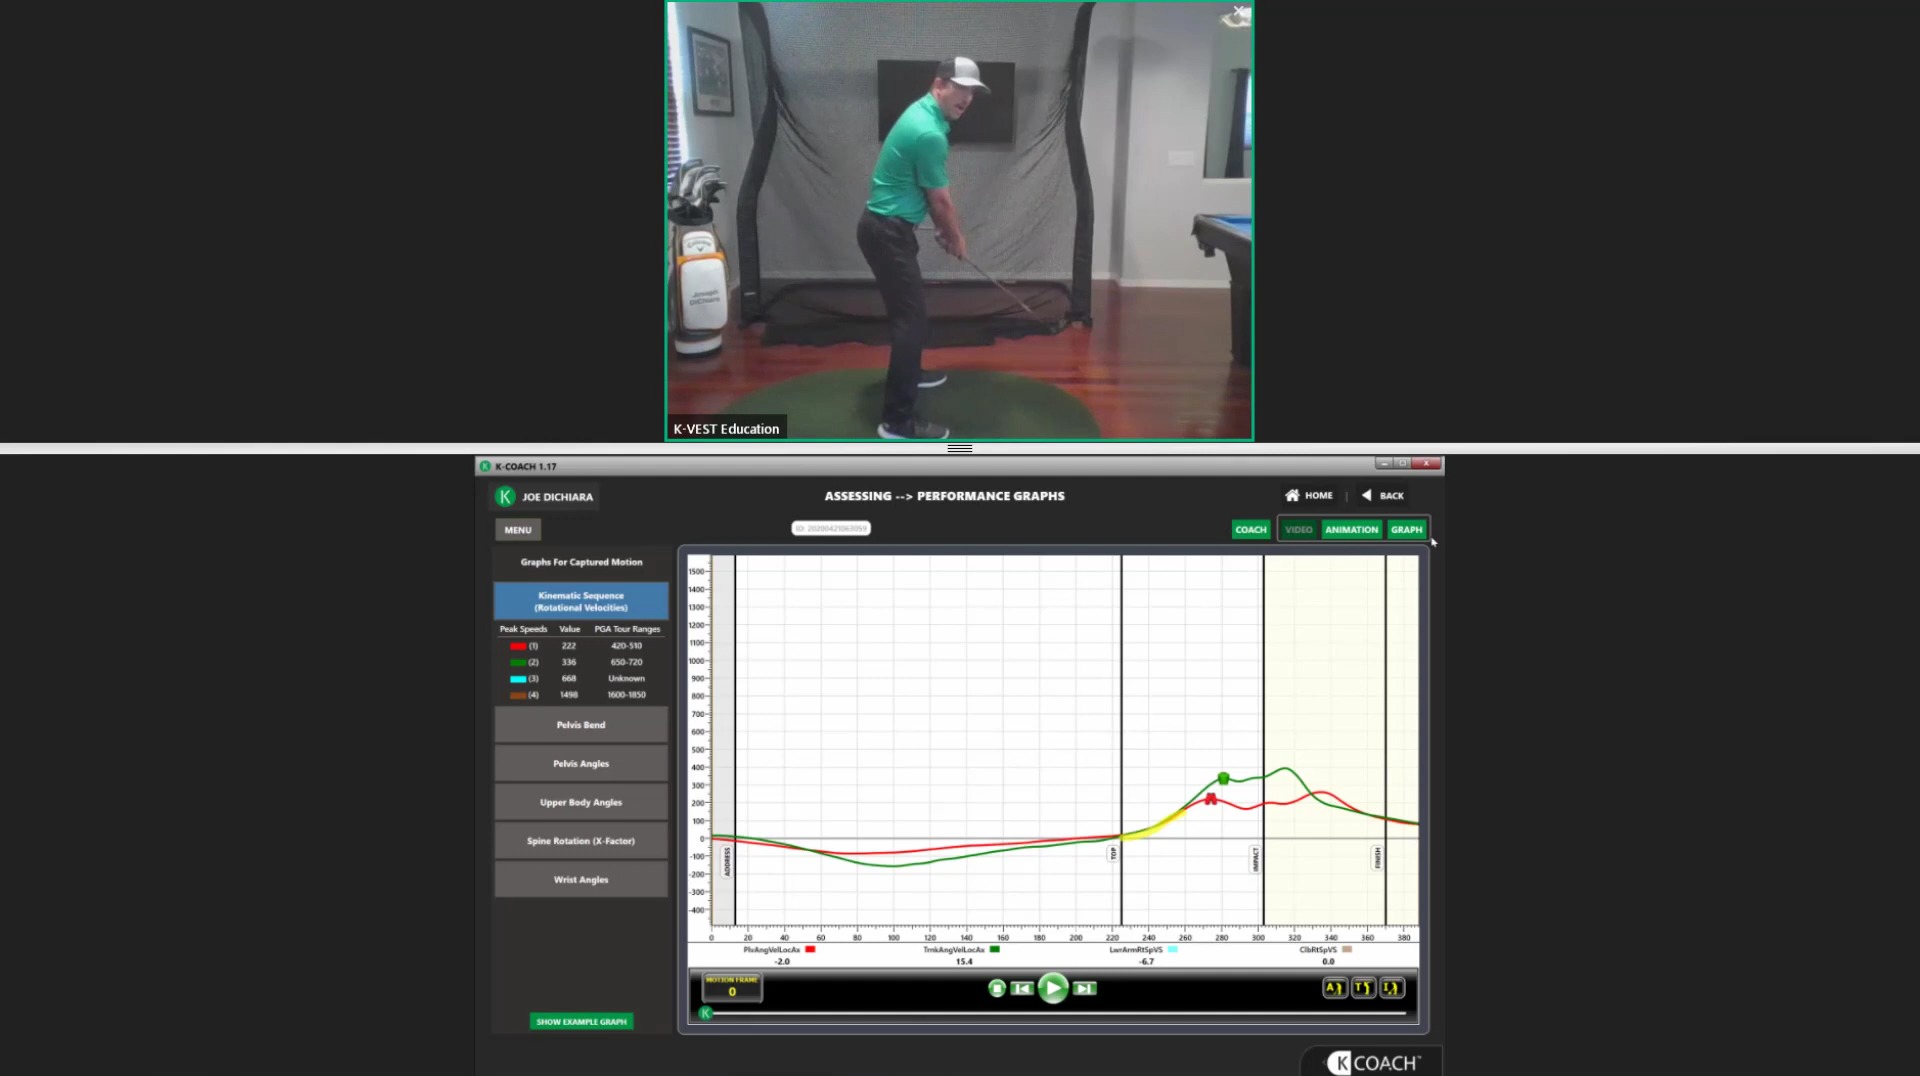 K-VEST Education
K-COACH 1.17
K JOE DICHIARA
ASSESSING --> PERFORMANCE GRAPHS
HOME | BACK
MENU
ID: 20200421063059
COACH VIDEO ANIMATION GRAPH
Graphs For Captured Motion
Kinematic Sequence
(Rotational Velocities)
Peak Speeds Value PGA Tour Ranges
(1) 222 420-510
(2) 336 650-720
(3) 668 Unknown
(4) 1498 1600-1850
Pelvis Bend
Pelvis Angles
Upper Body Angles
Spine Rotation (X-Factor)
Wrist Angles
SHOW EXAMPLE GRAPH
1500
1400
1300
1200
1100
1000
900
800
700
600
500
400
300
200
100
0
-100
-200
-300
-400
ADDRESS
TOP
IMPACT
FINISH
0 20 40 60 80 100 120 140 160 180 200 220 240 260 280 300 320 340 360 380
PlvAngVelLocAx TrnkAngVelLocAx LwrArmRtSpVS ClbRtSpVS
-2.0 15.4 -6.7 0.0
MOTION FRAME
0
A T I
K
K COACH™